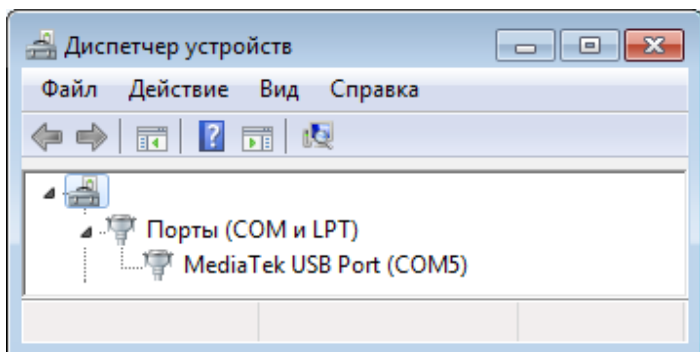 Диспетчер устройств
Файл Действие Вид Справка
Порты (COM и LPT)
MediaTek USB Port (COM5)